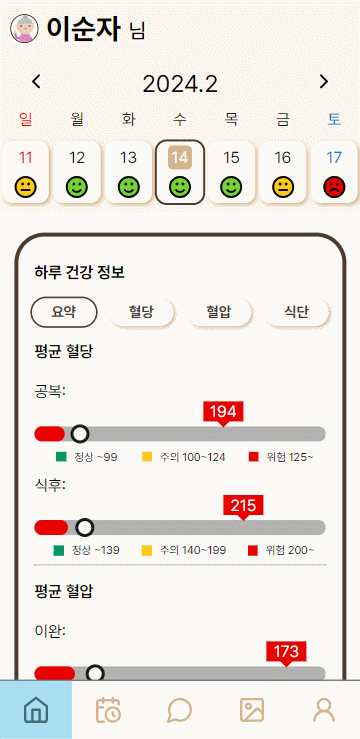 이순자 님
2024.2
일 월 화 수 목 금 토
11 12 13 14 15 16 17
하루 건강 정보
요약 혈당 혈압 식단
평균 혈당
공복:
194
정상 ~99 주의 100~124 위험 125~
식후:
215
정상 ~139 주의 140~199 위험 200~
평균 혈압
이완:
173